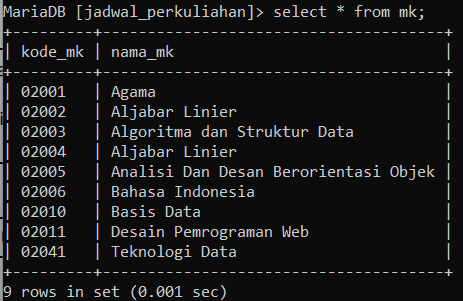 MariaDB [jadwal_perkuliahan]> select * from mk;
+---------+------------------------------------+
| kode_mk | nama_mk                            |
+---------+------------------------------------+
| 02001   | Agama                              |
| 02002   | Aljabar Linier                     |
| 02003   | Algoritma dan Struktur Data        |
| 02004   | Aljabar Linier                     |
| 02005   | Analisi Dan Desan Berorientasi Objek |
| 02006   | Bahasa Indonesia                   |
| 02010   | Basis Data                         |
| 02011   | Desain Pemrograman Web             |
| 02041   | Teknologi Data                     |
+---------+------------------------------------+
9 rows in set (0.001 sec)